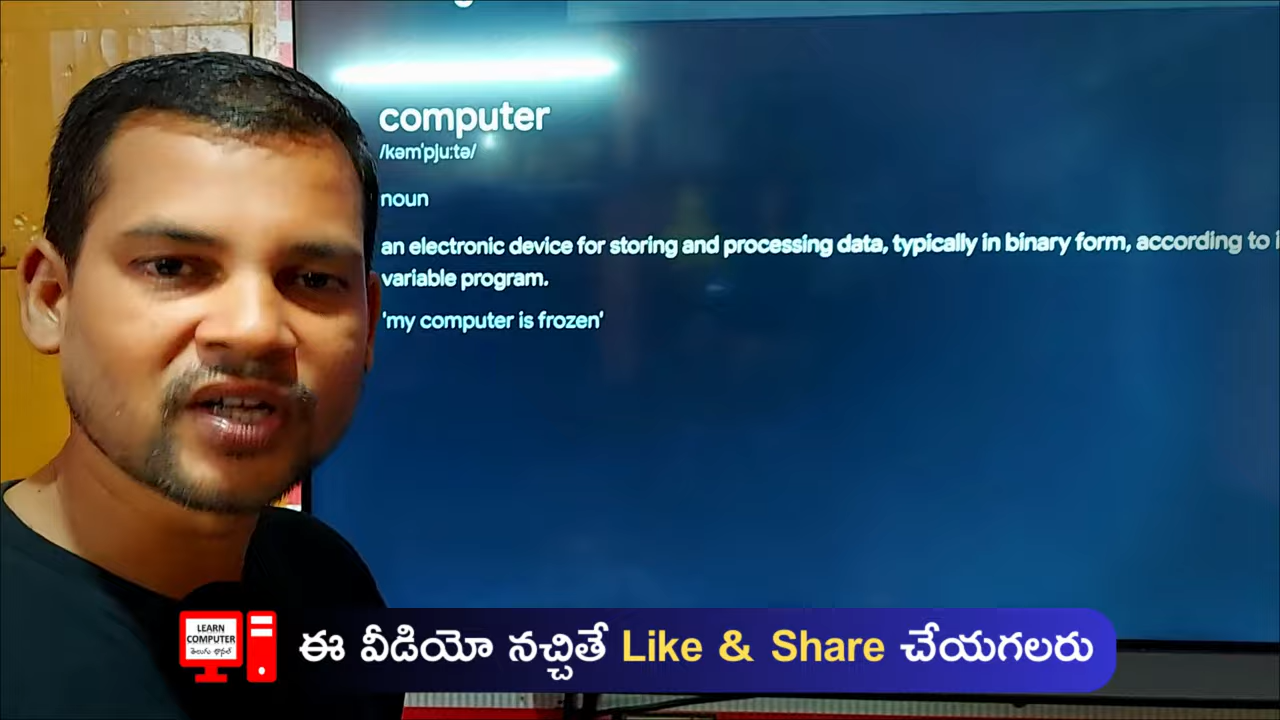 computer
/kəmˈpjuːtə/
noun
an electronic device for storing and processing data, typically in binary form, according to
variable program.
'my computer is frozen'
LEARN
COMPUTER
తెలుగు ఛానల్
ఈ వీడియో నచ్చితే Like & Share చేయగలరు